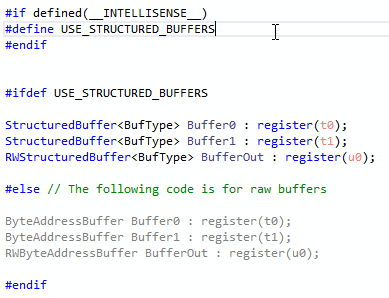 #if defined(__INTELLISENSE__)
#define USE_STRUCTURED_BUFFERS
#endif
#ifdef USE_STRUCTURED_BUFFERS
StructuredBuffer<BufType> Buffer0 : register(t0);
StructuredBuffer<BufType> Buffer1 : register(t1);
RWStructuredBuffer<BufType> BufferOut : register(u0);
#else // The following code is for raw buffers
ByteAddressBuffer Buffer0 : register(t0);
ByteAddressBuffer Buffer1 : register(t1);
RWByteAddressBuffer BufferOut : register(u0);
#endif